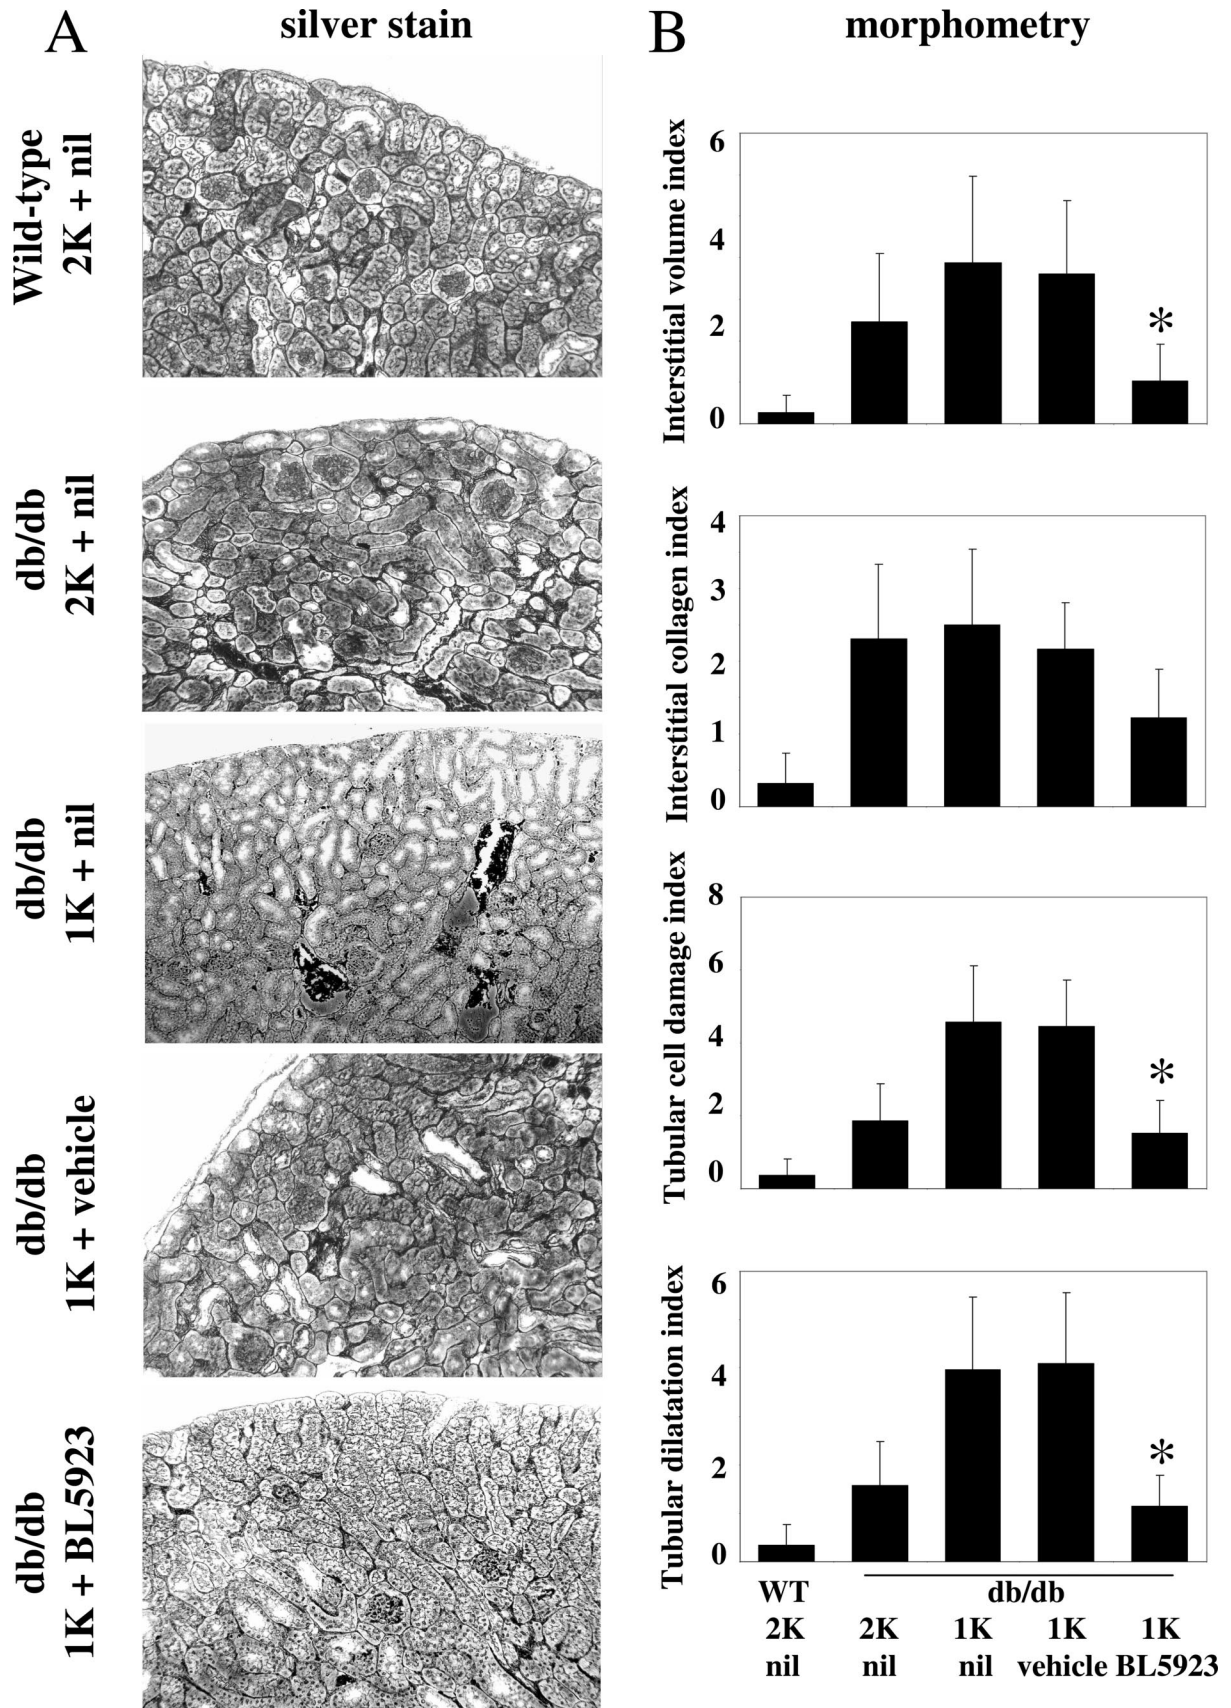 A
silver stain
Wild-type
2K + nil
db/db
2K + nil
db/db
1K + nil
db/db
1K + vehicle
db/db
1K + BL5923
B
morphometry
Interstitial volume index
6
4
2
0
*
Interstitial collagen index
4
3
2
1
0
Tubular cell damage index
8
6
4
2
0
*
Tubular dilatation index
6
4
2
0
*
WT db/db
2K 2K 1K 1K 1K
nil nil nil vehicle BL5923